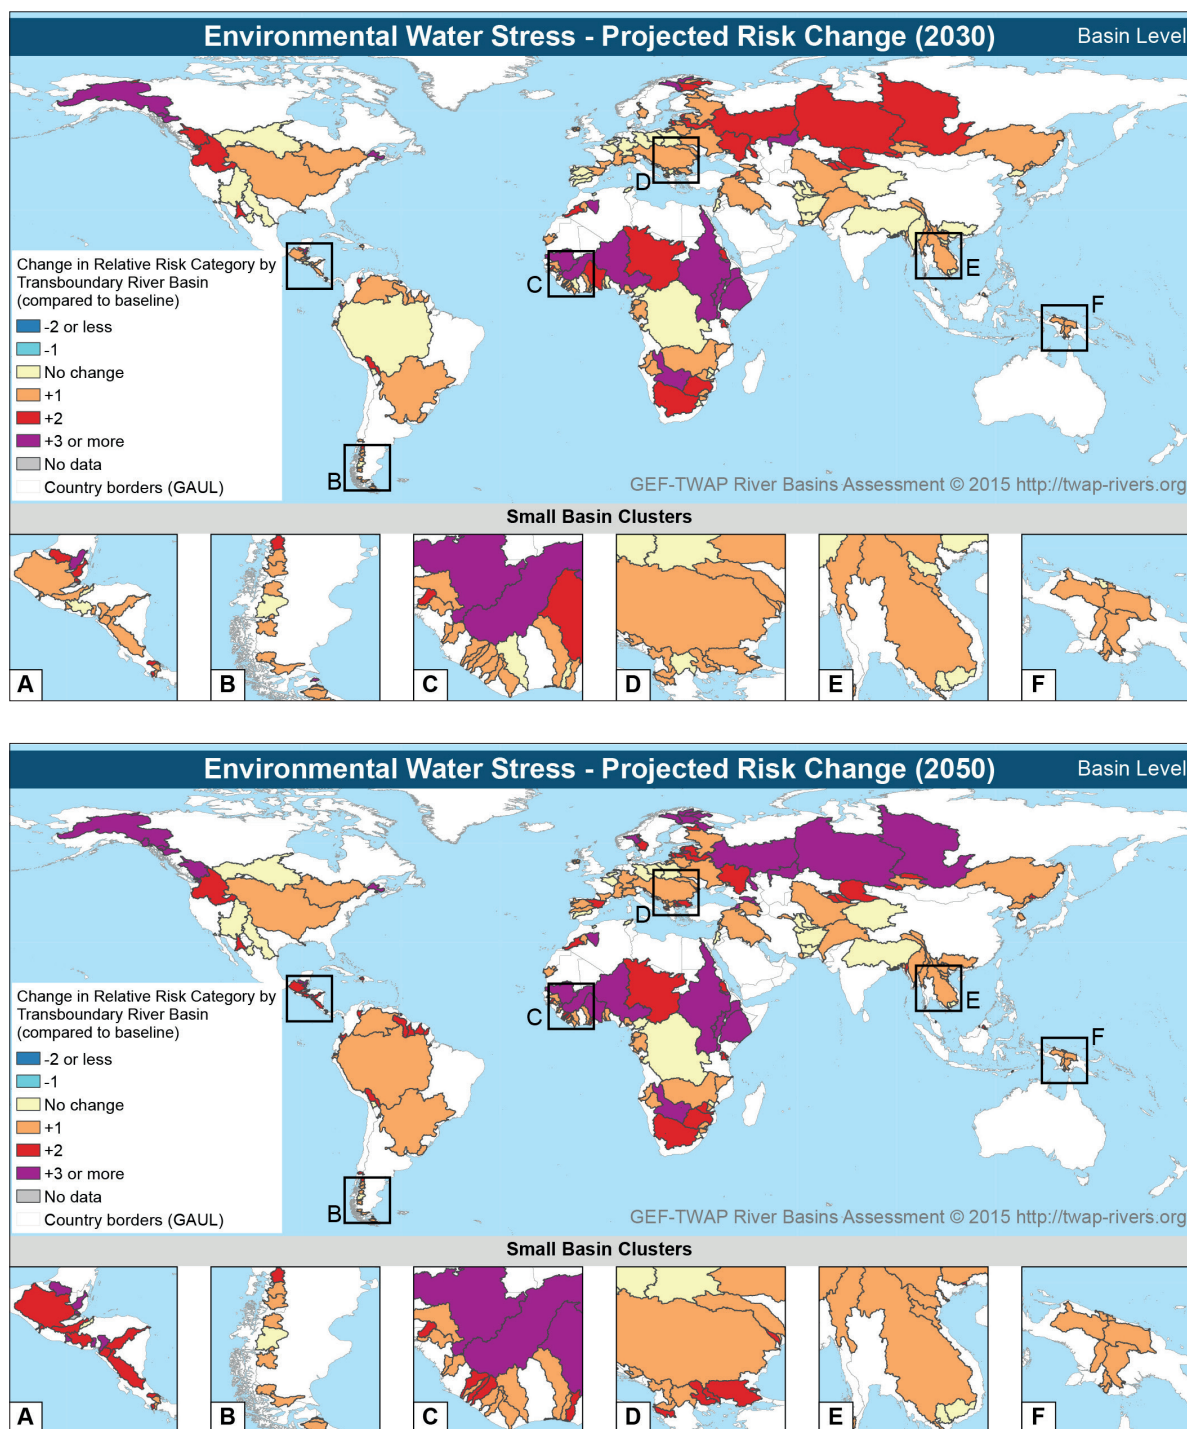 Environmental Water Stress - Projected Risk Change (2030)
Basin Level
Change in Relative Risk Category by
Transboundary River Basin
(compared to baseline)
-2 or less
-1
No change
+1
+2
+3 or more
No data
Country borders (GAUL)
B
C
D
E
F
GEF-TWAP River Basins Assessment © 2015 http://twap-rivers.org
Small Basin Clusters
A
B
C
D
E
F
Environmental Water Stress - Projected Risk Change (2050)
Basin Level
Change in Relative Risk Category by
Transboundary River Basin
(compared to baseline)
-2 or less
-1
No change
+1
+2
+3 or more
No data
Country borders (GAUL)
B
C
D
E
F
GEF-TWAP River Basins Assessment © 2015 http://twap-rivers.org
Small Basin Clusters
A
B
C
D
E
F